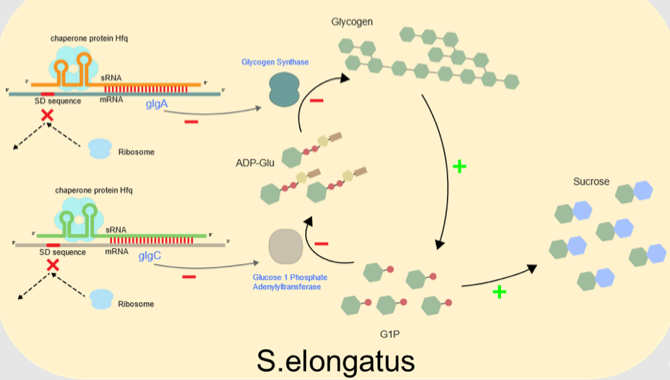 Glycogen
chaperone protein Hfq
Glycogen Synthase
sRNA
SD sequence
mRNA
glgA
Ribosome
ADP-Glu
Sucrose
chaperone protein Hfq
sRNA
SD sequence
mRNA
glgC
Glucose 1 Phosphate
Adenylyltransferase
Ribosome
G1P
S.elongatus